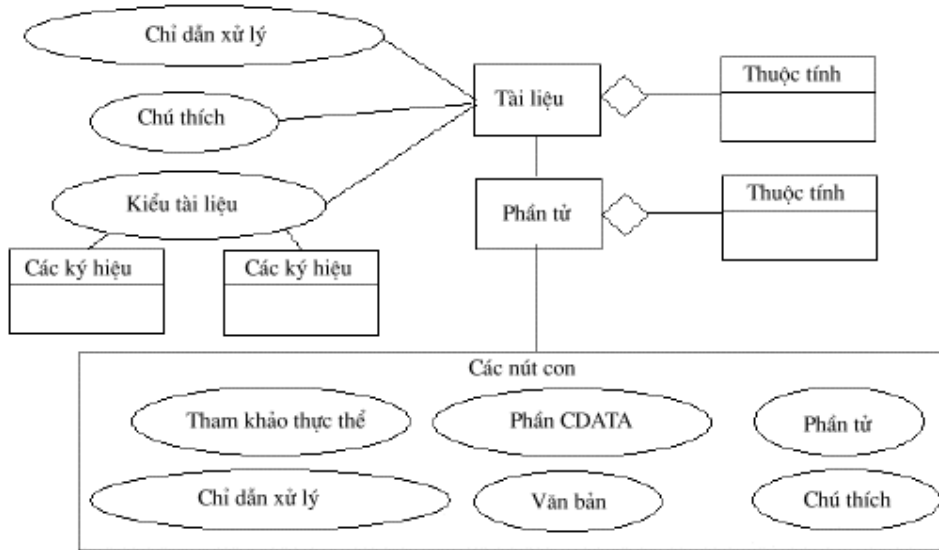 Chỉ dẫn xử lý
Chú thích
Kiểu tài liệu
Các ký hiệu
Các ký hiệu
Tài liệu
Thuộc tính
Phần tử
Thuộc tính
Các nút con
Tham khảo thực thể
Phần CDATA
Phần tử
Chỉ dẫn xử lý
Văn bản
Chú thích